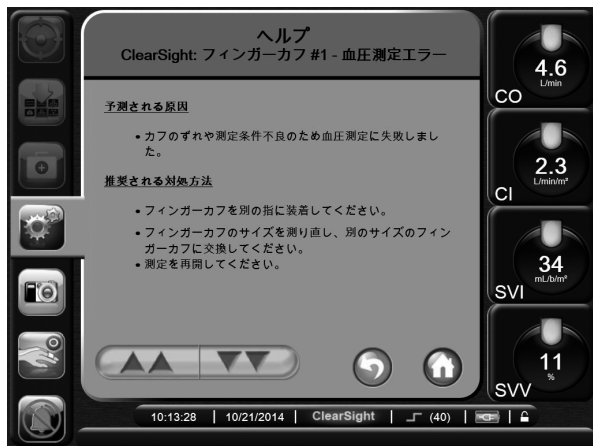 ヘルプ
ClearSight: フィンガーカフ #1 - 血圧測定エラー
予測される原因
• カフのずれや測定条件不良のため血圧測定に失敗しまし
た。
推奨される対処方法
• フィンガーカフを別の指に装着してください。
• フィンガーカフのサイズを測り直し、別のサイズのフィン
ガーカフに交換してください。
• 測定を再開してください。
4.6
L/min
CO
2.3
L/min/m²
CI
34
mL/b/m²
SVI
11
%
SVV
10:13:28 | 10/21/2014 | ClearSight | (40)